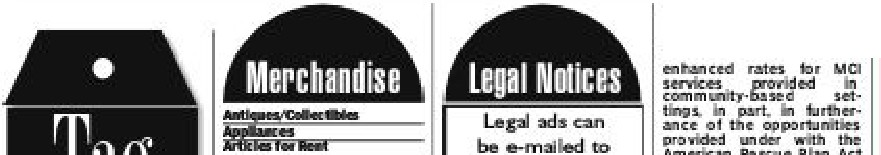 Tag
Merchandise
Antiques/Collectibles
Appliances
Articles for Rent
Legal Notices
Legal ads can
be e-mailed to
enhanced rates for MCI
services provided in
community-based set-
tings, in part, in further-
ance of the opportunities
provided under with the
American Rescue Plan Act